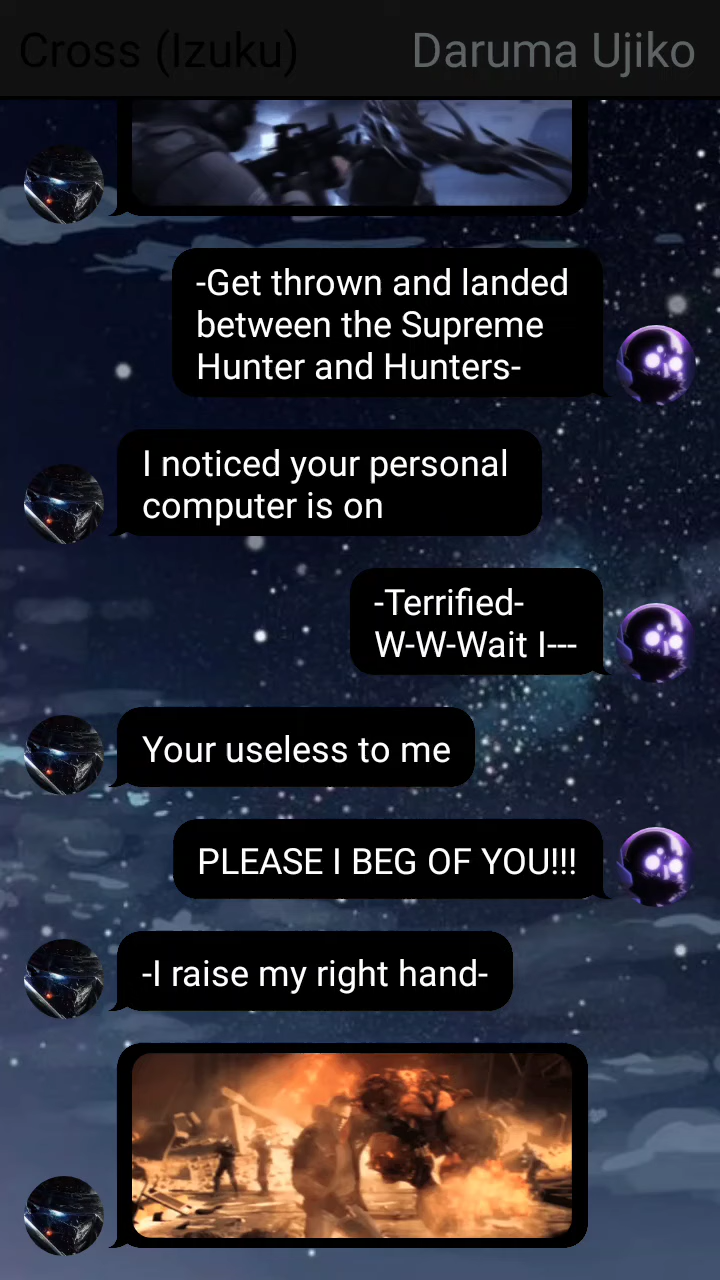 Cross (Izuku) Daruma Ujiko
-Get thrown and landed
between the Supreme
Hunter and Hunters-
I noticed your personal
computer is on
-Terrified-
W-W-Wait I---
Your useless to me
PLEASE I BEG OF YOU!!!
-I raise my right hand-